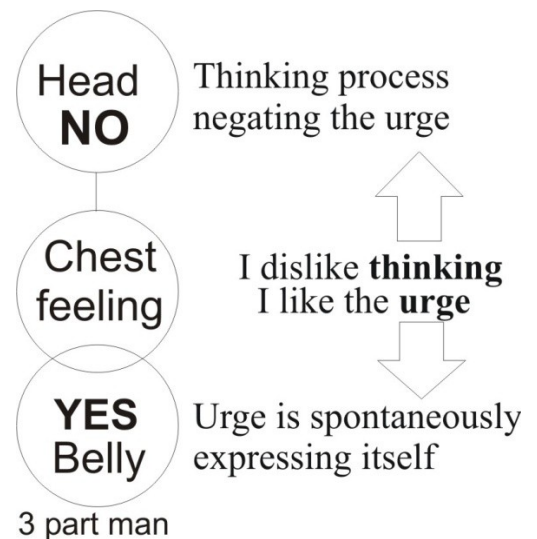 Head
NO
Thinking process
negating the urge
Chest
feeling
I dislike thinking
I like the urge
YES
Belly
Urge is spontaneously
expressing itself
3 part man